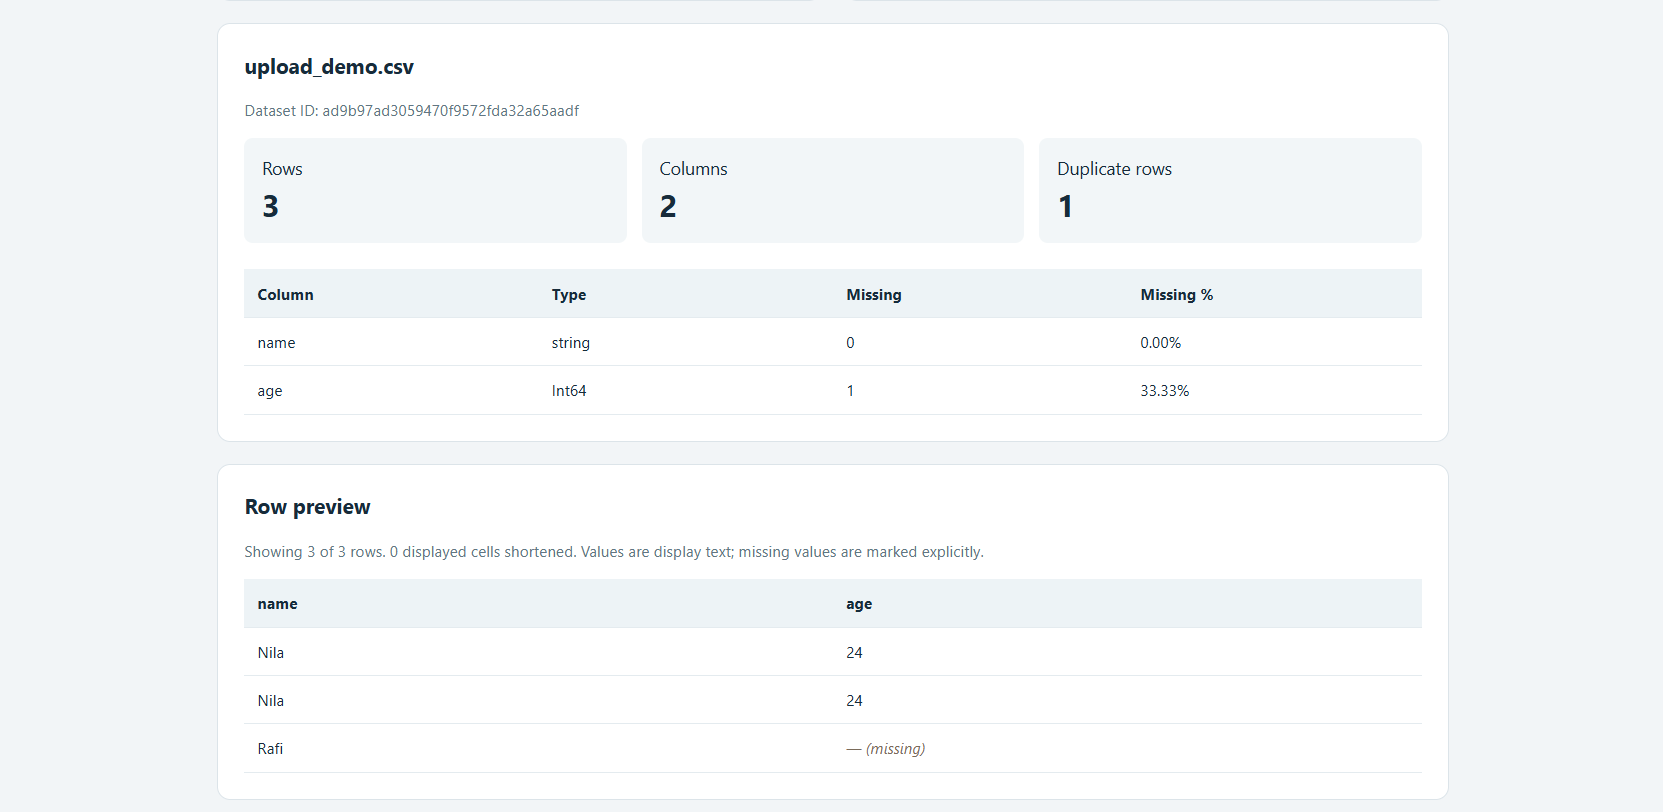 upload_demo.csv
Dataset ID: ad9b97ad3059470f9572fda32a65aadf
Rows Columns Duplicate rows
3 2 1
Column Type Missing Missing %
name string 0 0.00%
age Int64 1 33.33%
Row preview
Showing 3 of 3 rows. 0 displayed cells shortened. Values are display text; missing values are marked explicitly.
name age
Nila 24
Nila 24
Rafi — (missing)